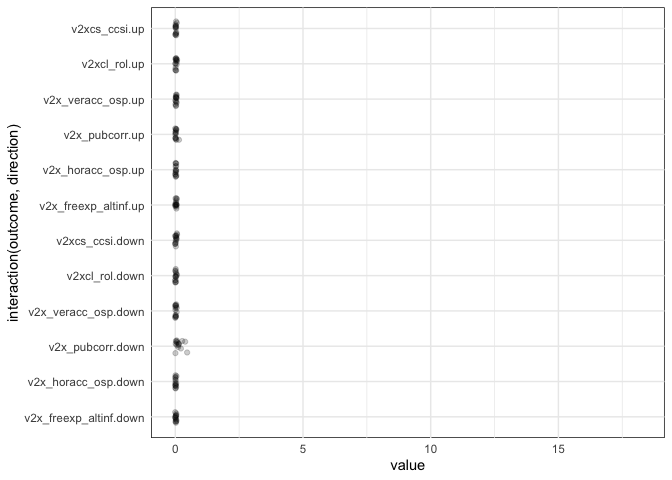 v2xcs_ccsi.up
v2xcl_rol.up
v2x_veracc_osp.up
v2x_pubcorr.up
v2x_horacc_osp.up
v2x_freexp_altinf.up
v2xcs_ccsi.down
v2xcl_rol.down
v2x_veracc_osp.down
v2x_pubcorr.down
v2x_horacc_osp.down
v2x_freexp_altinf.down
interaction(outcome, direction)
0 5 10 15
value